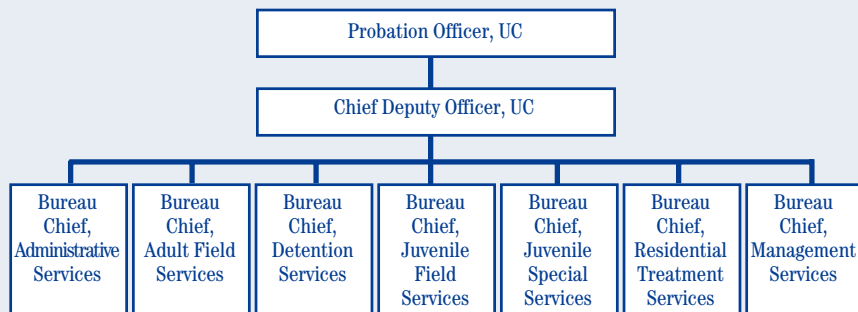 Probation Officer, UC
Chief Deputy Officer, UC
Bureau
Chief,
Administrative
Services
Bureau
Chief,
Adult Field
Services
Bureau
Chief,
Detention
Services
Bureau
Chief,
Juvenile
Field
Services
Bureau
Chief,
Juvenile
Special
Services
Bureau
Chief,
Residential
Treatment
Services
Bureau
Chief,
Management
Services